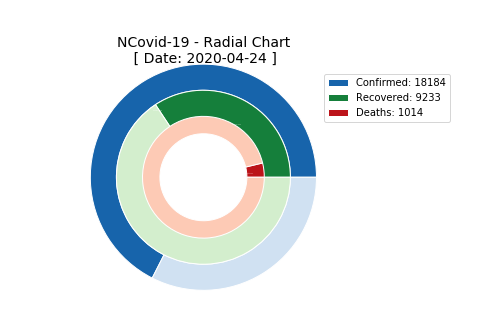 NCovid-19 - Radial Chart
[ Date: 2020-04-24 ]
Confirmed: 18184
Recovered: 9233
Deaths: 1014